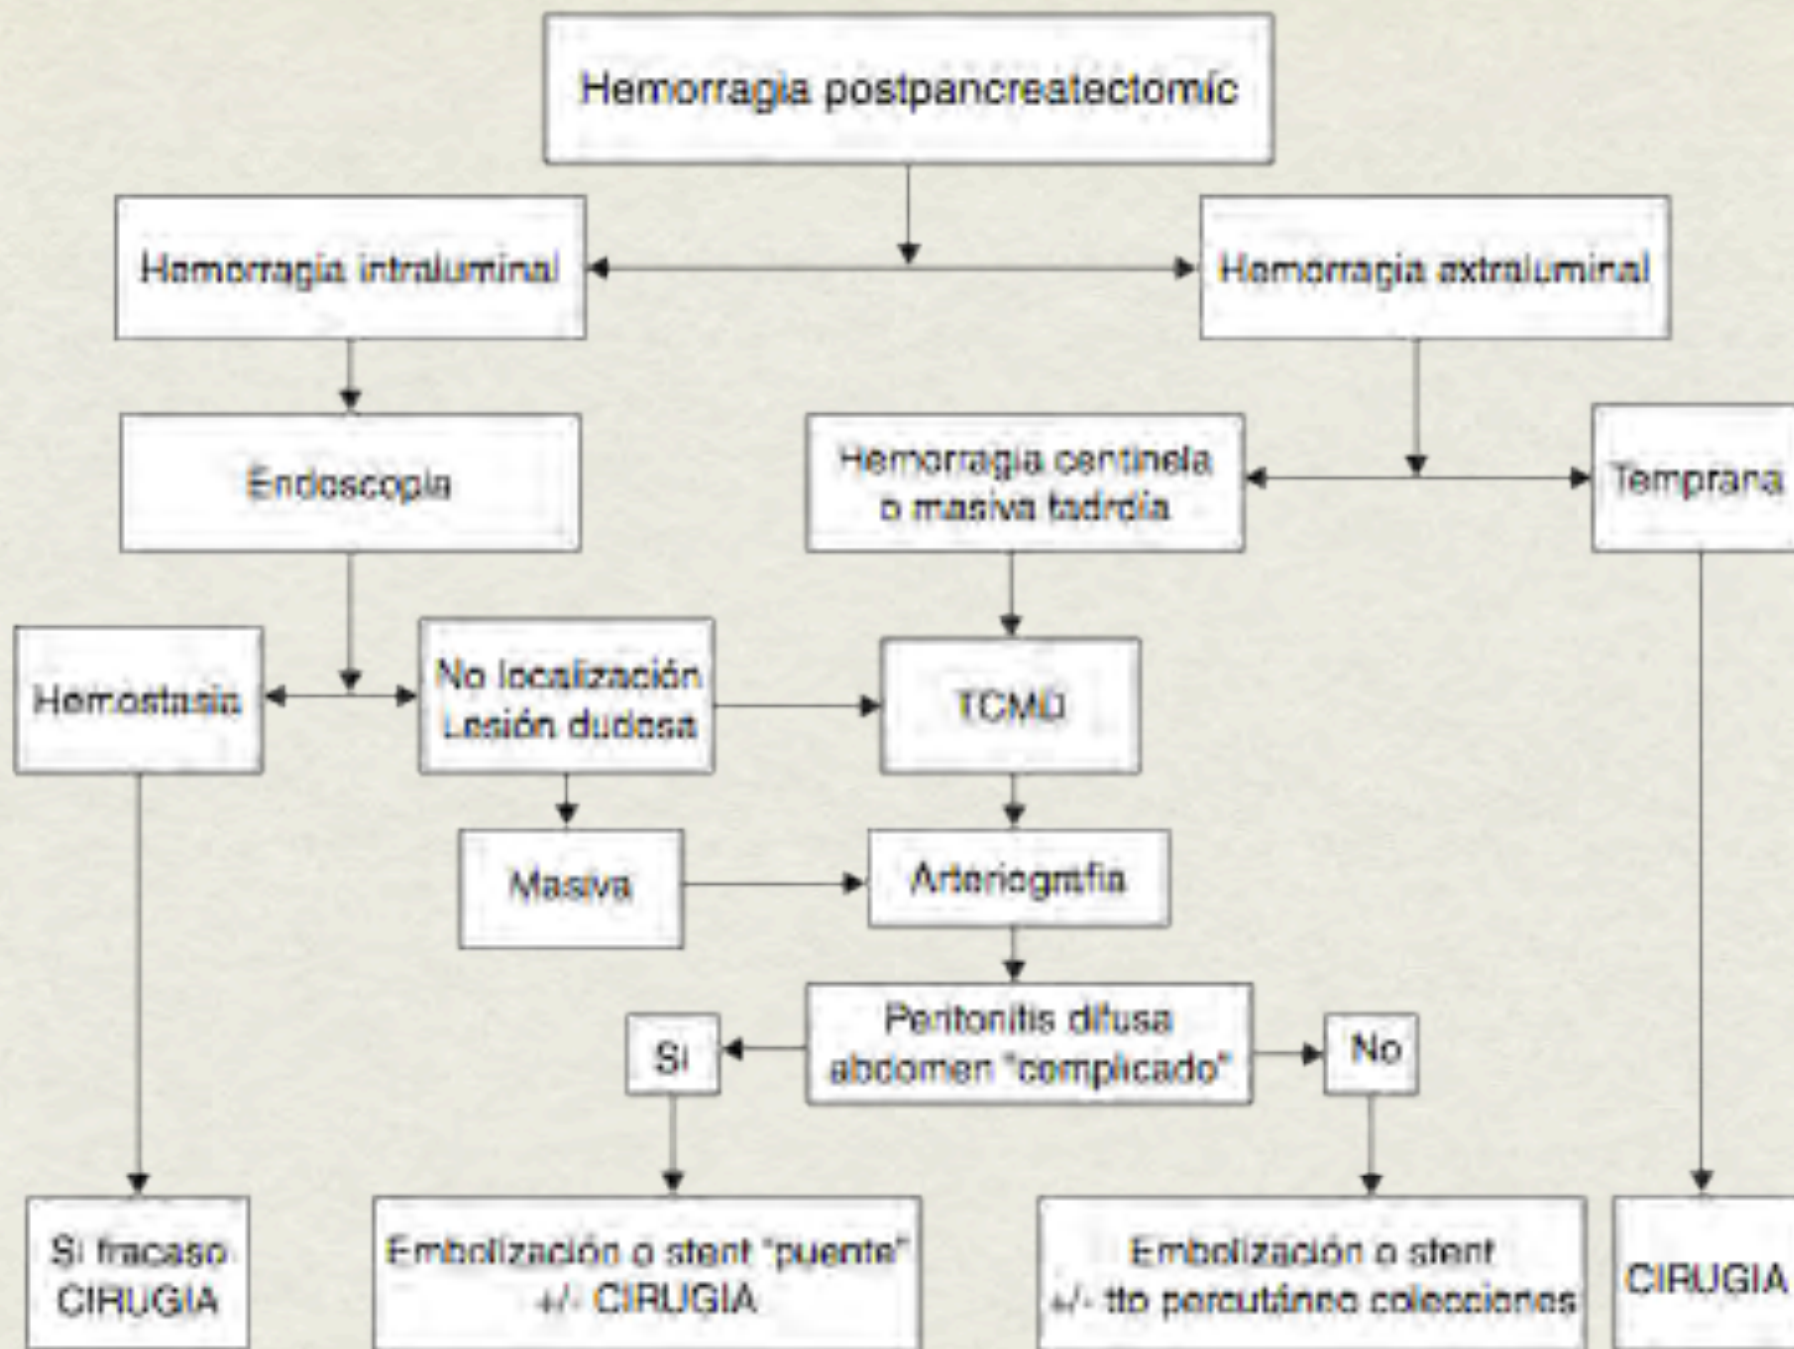 Hemorragia postpancreatectomíc
Hemorragia intraluminal
Hemorragia extraluminal
Endoscopia
Hemorragia centinela
o masiva tadrdía
Temprana
Hemostasia
No localización
Lesión dudosa
TCMD
Masiva
Arteriografia
Si
Peritonitis difusa
abdomen "complicado"
No
Si fracaso
CIRUGIA
Embolización o stent "puente"
+/- CIRUGIA
Embolización o stent
+/- tto percutáneo colecciones
CIRUGIA